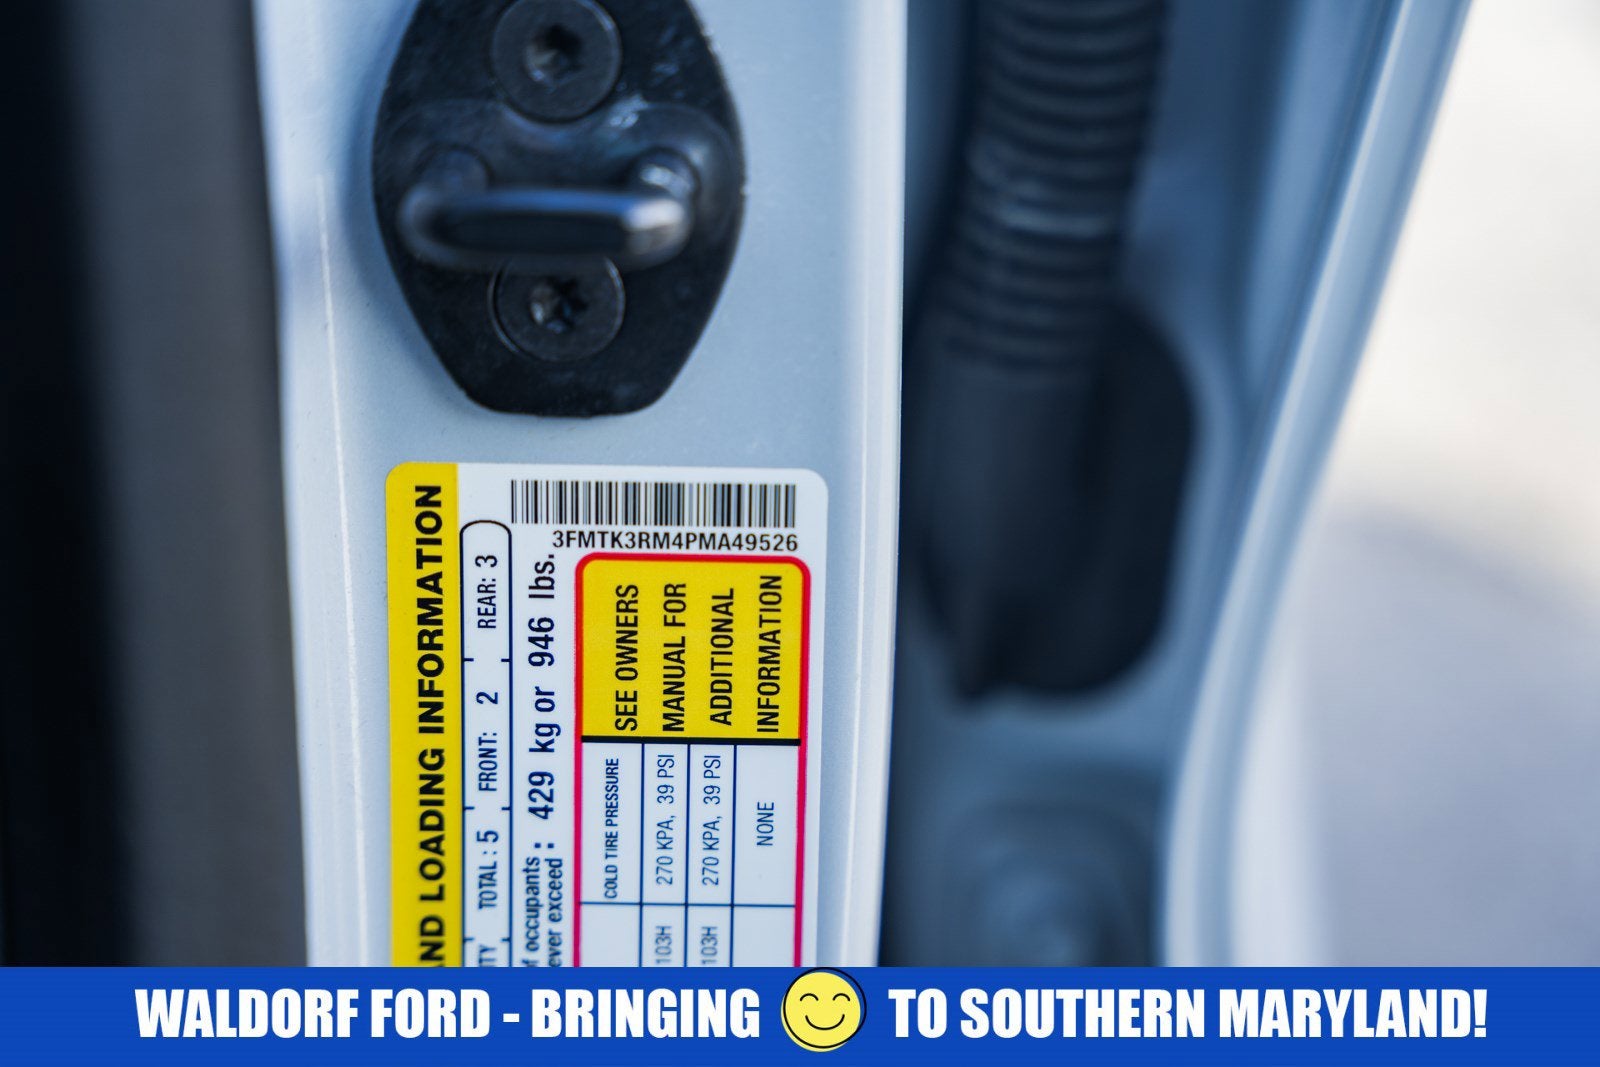 AND LOADING INFORMATION
TOTAL: 5 FRONT: 2 REAR: 3
of occupants
ever exceed : 429 kg or 946 lbs.
3FMTK3RM4PMA49526
COLD TIRE PRESSURE
103H 270 KPA, 39 PSI
103H 270 KPA, 39 PSI
NONE
SEE OWNERS
MANUAL FOR
ADDITIONAL
INFORMATION
WALDORF FORD - BRINGING TO SOUTHERN MARYLAND!